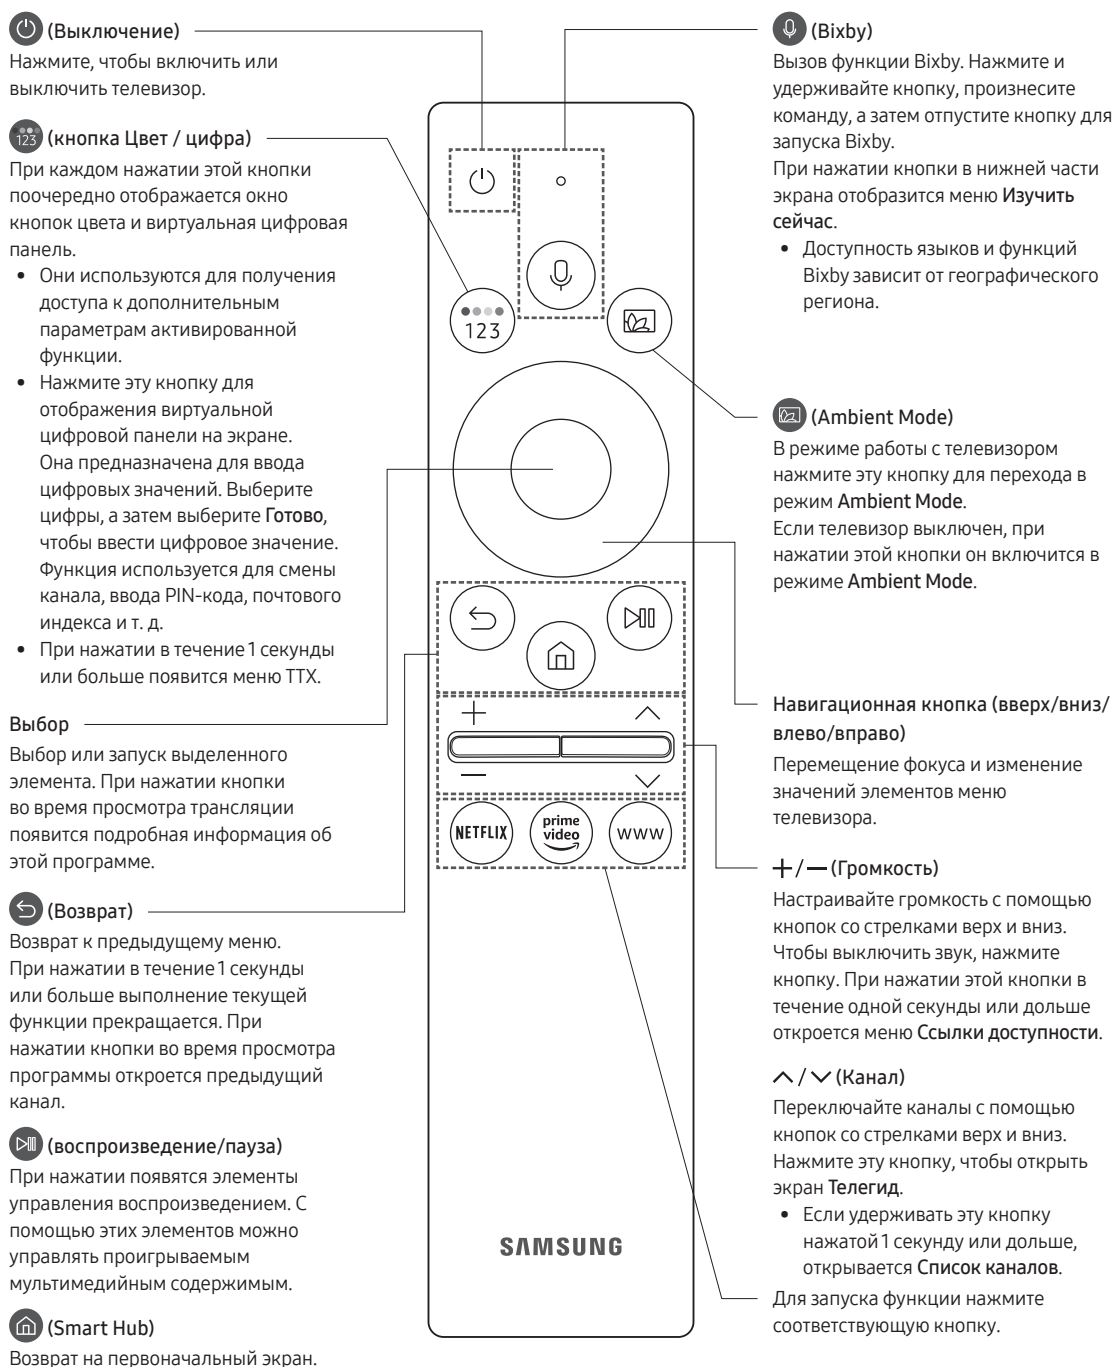 (Выключение)
Нажмите, чтобы включить или
выключить телевизор.
123 (кнопка Цвет / цифра)
При каждом нажатии этой кнопки
поочередно отображается окно
кнопок цвета и виртуальная цифровая
панель.
• Они используются для получения
доступа к дополнительным
параметрам активированной
функции.
• Нажмите эту кнопку для
отображения виртуальной
цифровой панели на экране.
Она предназначена для ввода
цифровых значений. Выберите
цифры, а затем выберите Готово,
чтобы ввести цифровое значение.
Функция используется для смены
канала, ввода PIN-кода, почтового
индекса и т. д.
• При нажатии в течение 1 секунды
или больше появится меню TTX.
Выбор
Выбор или запуск выделенного
элемента. При нажатии кнопки
во время просмотра трансляции
появится подробная информация об
этой программе.
(Возврат)
Возврат к предыдущему меню.
При нажатии в течение 1 секунды
или больше выполнение текущей
функции прекращается. При
нажатии кнопки во время просмотра
программы откроется предыдущий
канал.
(воспроизведение/пауза)
При нажатии появятся элементы
управления воспроизведением. С
помощью этих элементов можно
управлять проигрываемым
мультимедийным содержимым.
(Smart Hub)
Возврат на первоначальный экран.
123
NETFLIX
prime
video
www
SAMSUNG
(Bixby)
Вызов функции Bixby. Нажмите и
удерживайте кнопку, произнесите
команду, а затем отпустите кнопку для
запуска Bixby.
При нажатии кнопки в нижней части
экрана отобразится меню Изучить
сейчас.
• Доступность языков и функций
Bixby зависит от географического
региона.
(Ambient Mode)
В режиме работы с телевизором
нажмите эту кнопку для перехода в
режим Ambient Mode.
Если телевизор выключен, при
нажатии этой кнопки он включится в
режиме Ambient Mode.
Навигационная кнопка (вверх/вниз/
влево/вправо)
Перемещение фокуса и изменение
значений элементов меню
телевизора.
+/− (Громкость)
Настраивайте громкость с помощью
кнопок со стрелками верх и вниз.
Чтобы выключить звук, нажмите
кнопку. При нажатии этой кнопки в
течение одной секунды или дольше
откроется меню Ссылки доступности.
/ (Канал)
Переключайте каналы с помощью
кнопок со стрелками верх и вниз.
Нажмите эту кнопку, чтобы открыть
экран Телегид.
• Если удерживать эту кнопку
нажатой 1 секунду или дольше,
открывается Список каналов.
Для запуска функции нажмите
соответствующую кнопку.